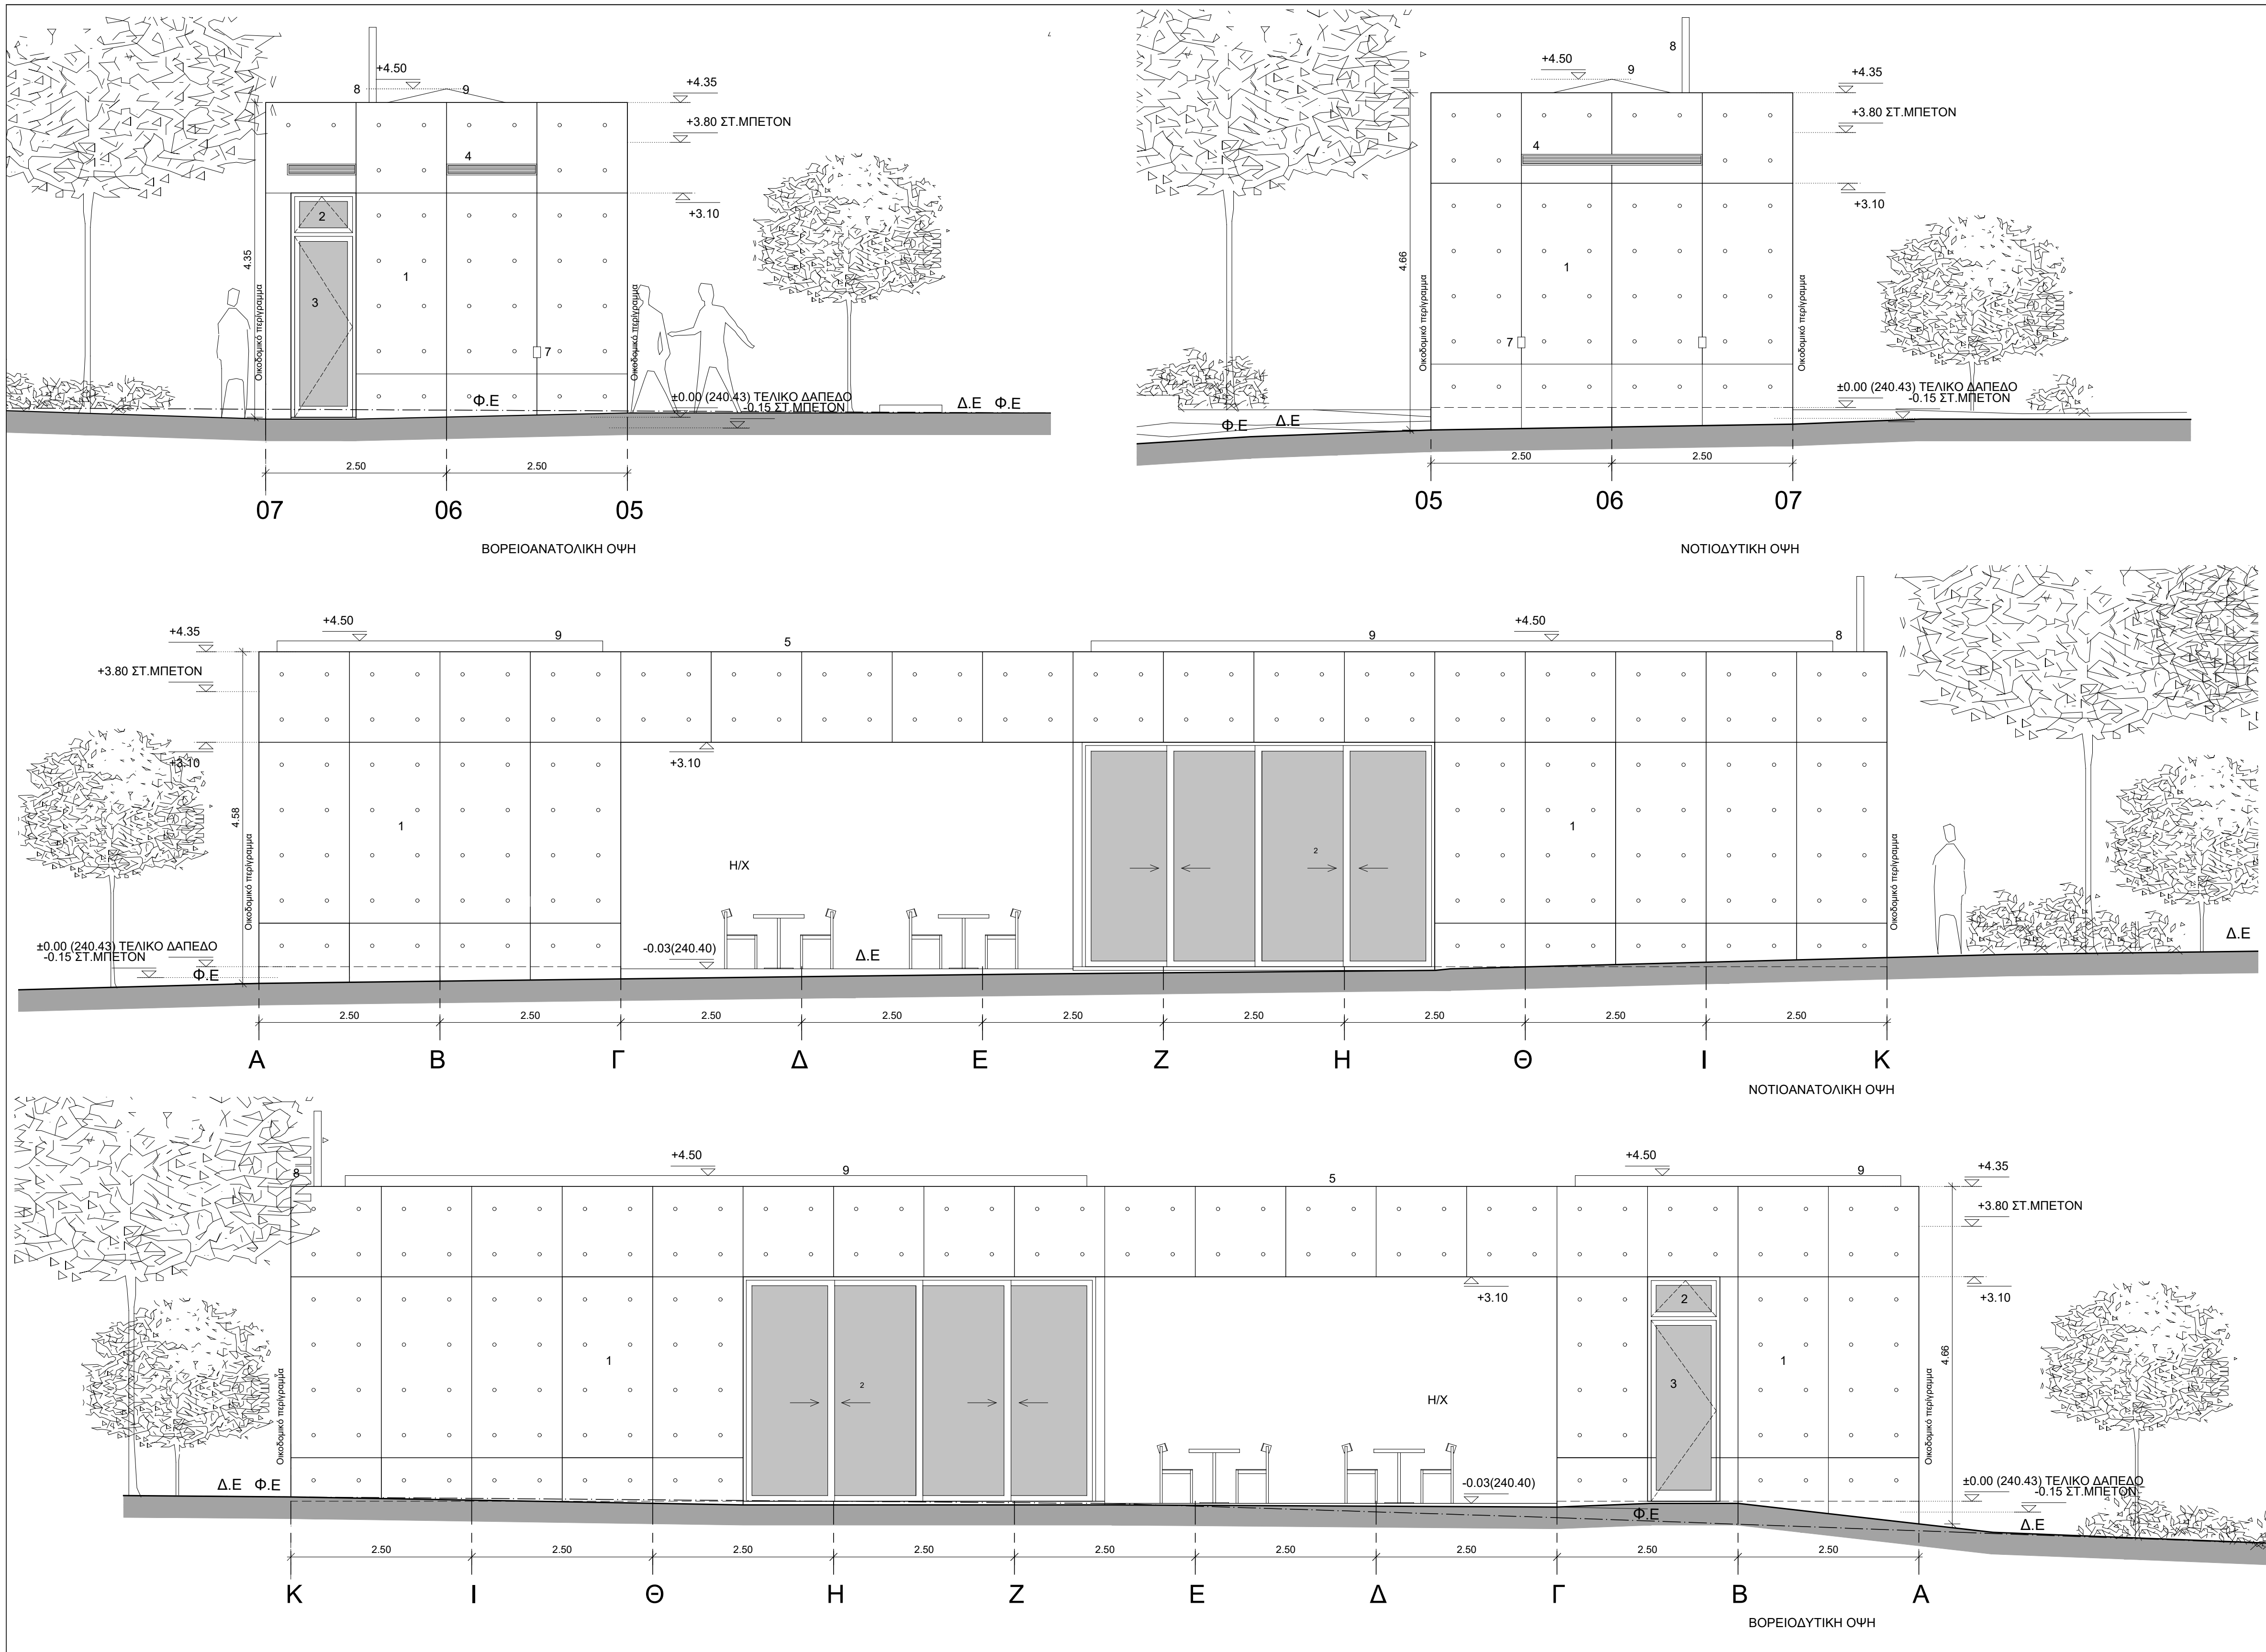 +4.50
8
9
+4.35
+3.80 ΣΤ.ΜΠΕΤΟΝ
4
+3.10
2
4.35
1
3
Οικοδομικό περίγραμμα
Οικοδομικό περίγραμμα
7
Φ.Ε
±0.00 (240.43) ΤΕΛΙΚΟ ΔΑΠΕΔΟ
-0.15 ΣΤ.ΜΠΕΤΟΝ
Δ.Ε Φ.Ε
2.50
2.50
07
06
05
ΒΟΡΕΙΟΑΝΑΤΟΛΙΚΗ ΟΨΗ
8
+4.50
9
+4.35
+3.80 ΣΤ.ΜΠΕΤΟΝ
4
+3.10
4.66
1
Οικοδομικό περίγραμμα
Οικοδομικό περίγραμμα
7
±0.00 (240.43) ΤΕΛΙΚΟ ΔΑΠΕΔΟ
-0.15 ΣΤ.ΜΠΕΤΟΝ
Φ.Ε
Δ.Ε
2.50
2.50
05
06
07
ΝΟΤΙΟΔΥΤΙΚΗ ΟΨΗ
+4.50
+4.50
+4.35
9
5
9
8
+3.80 ΣΤ.ΜΠΕΤΟΝ
+3.10
+3.10
4.58
1
1
Οικοδομικό περίγραμμα
Οικοδομικό περίγραμμα
2
Η/Χ
±0.00 (240.43) ΤΕΛΙΚΟ ΔΑΠΕΔΟ
-0.15 ΣΤ.ΜΠΕΤΟΝ
Φ.Ε
-0.03(240.40)
Δ.Ε
Δ.Ε
2.50
2.50
2.50
2.50
2.50
2.50
2.50
2.50
2.50
Α
Β
Γ
Δ
Ε
Ζ
Η
Θ
Ι
Κ
ΝΟΤΙΟΑΝΑΤΟΛΙΚΗ ΟΨΗ
+4.50
+4.50
8
9
5
9
+4.35
+3.80 ΣΤ.ΜΠΕΤΟΝ
+3.10
2
+3.10
1
1
4.66
2
3
Η/Χ
Οικοδομικό περίγραμμα
Οικοδομικό περίγραμμα
Δ.Ε Φ.Ε
-0.03(240.40)
±0.00 (240.43) ΤΕΛΙΚΟ ΔΑΠΕΔΟ
-0.15 ΣΤ.ΜΠΕΤΟΝ
Φ.Ε
Δ.Ε
2.50
2.50
2.50
2.50
2.50
2.50
2.50
2.50
2.50
Κ
Ι
Θ
Η
Ζ
Ε
Δ
Γ
Β
Α
ΒΟΡΕΙΟΔΥΤΙΚΗ ΟΨΗ